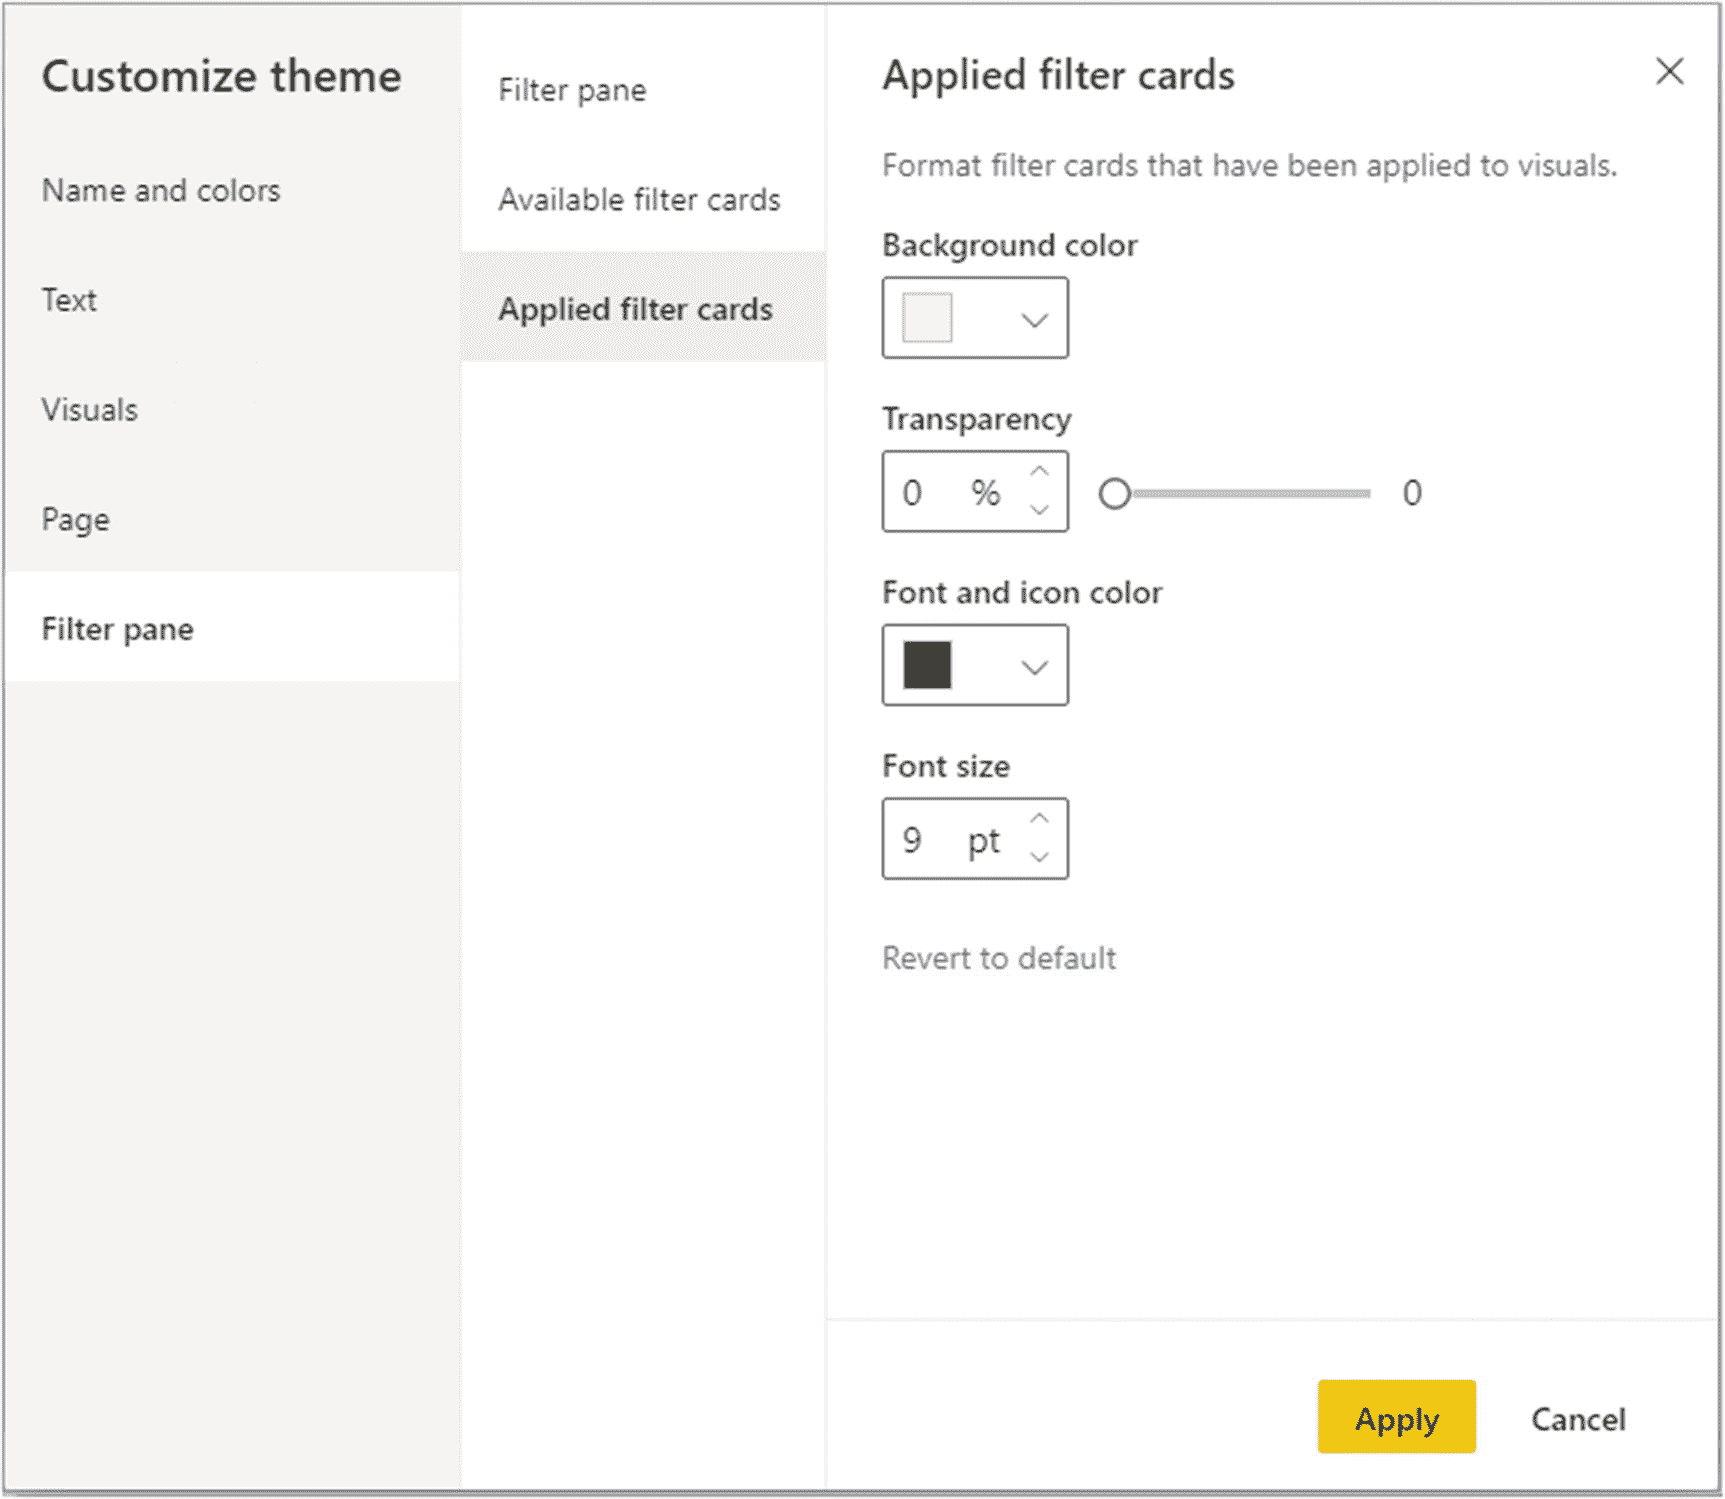 Customize theme
Name and colors
Text
Visuals
Page
Filter pane
Filter pane
Available filter cards
Applied filter cards
Applied filter cards
Format filter cards that have been applied to visuals.
Background color
Transparency
0 %
0
Font and icon color
Font size
9 pt
Revert to default
Apply
Cancel